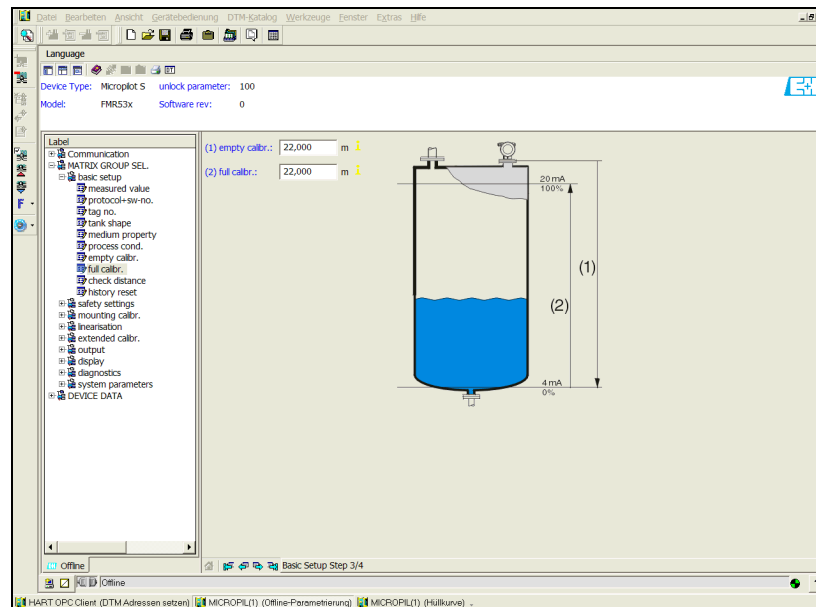 Datei Bearbeiten Ansicht Gerätebedienung DTM-Katalog Werkzeuge Fenster Extras Hilfe
Language
Device Type: Micropilot S unlock parameter: 100
Model: FMR53x Software rev: 0
Label
Communication
MATRIX GROUP SEL.
basic setup
measured value
protocol+sw-no.
tag no.
tank shape
medium property
process cond.
empty calibr.
full calibr.
check distance
history reset
safety settings
mounting calibr.
linearisation
extended calibr.
output
display
diagnostics
system parameters
DEVICE DATA
(1) empty calibr.: 22,000 m
(2) full calibr.: 22,000 m
20 mA
100%
(1)
(2)
4 mA
0%
F
Offline
Basic Setup Step 3/4
Offline
HART OPC Client (DTM Adressen setzen) MICROPIL(1) (Offline-Parametrierung) MICROPIL(1) (Hüllkurve)